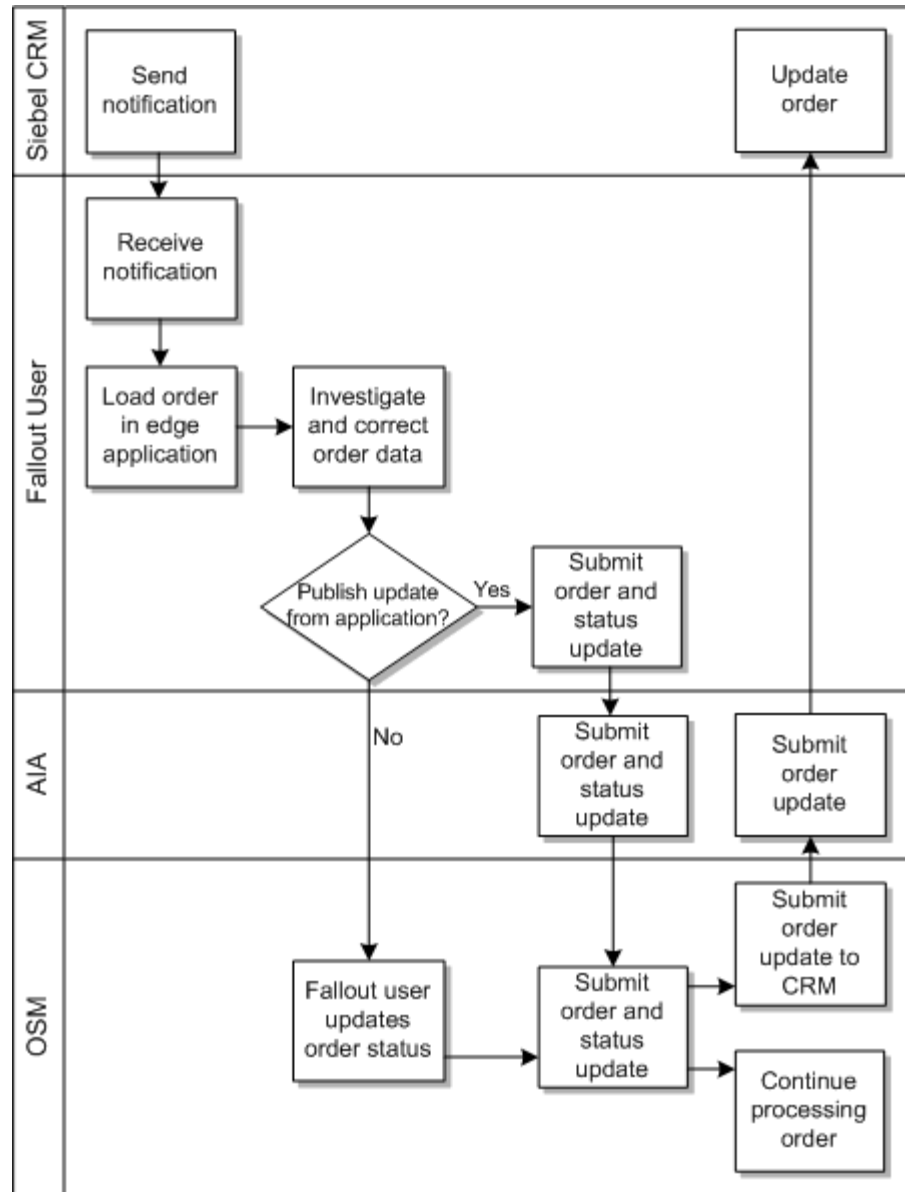 Siebel CRM
Send
notification
Update
order
Fallout User
Receive
notification
Load order
in edge
application
Investigate
and correct
order data
Publish update
from application?
Yes
Submit
order and
status
update
No
AIA
Submit
order and
status
update
Submit
order
update
OSM
Fallout user
updates
order status
Submit
order and
status
update
Submit
order
update to
CRM
Continue
processing
order